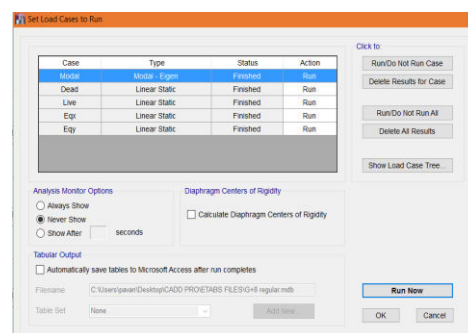 Set Load Cases to Run
Click to:
Case Type Status Action
Modal Modal - Eigen Finished Run
Dead Linear Static Finished Run
Live Linear Static Finished Run
Eqx Linear Static Finished Run
Eqy Linear Static Finished Run
Run/Do Not Run Case
Delete Results for Case
Run/Do Not Run All
Delete All Results
Show Load Case Tree...
Analysis Monitor Options
Always Show
Never Show
Show After seconds
Diaphragm Centers of Rigidity
Calculate Diaphragm Centers of Rigidity
Tabular Output
Automatically save tables to Microsoft Access after run completes
Filename C:\Users\pavan\Desktop\CADD PRO\ETABS FILES\G+8 regular.mdb
Table Set None Add New...
Run Now
OK Cancel